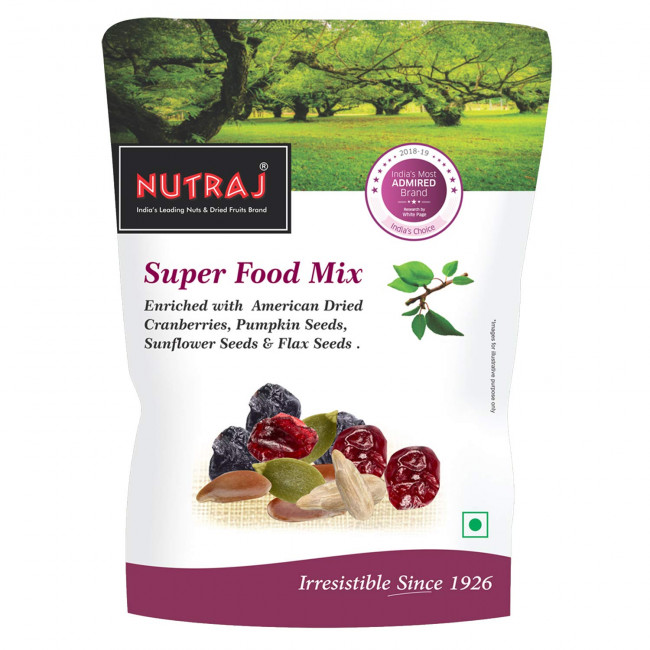 NUTRAJ®
India's Leading Nuts & Dried Fruits Brand
2018-19
India's Most
ADMIRED
Brand
Research by
White Page
India's Choice
Super Food Mix
Enriched with American Dried
Cranberries, Pumpkin Seeds,
Sunflower Seeds & Flax Seeds .
*Images for illustrative purpose only
Irresistible Since 1926